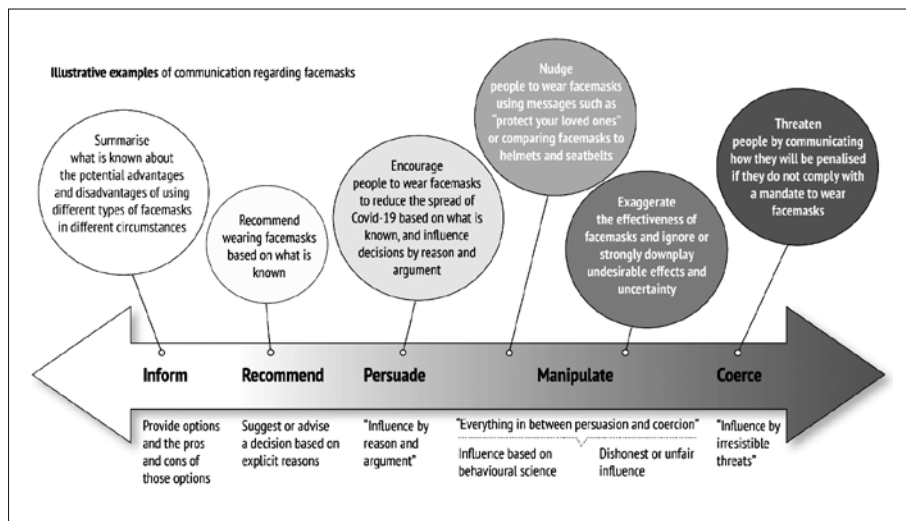 Illustrative examples of communication regarding facemasks
Summarise
what is known about
the potential advantages
and disadvantages of using
different types of facemasks
in different circumstances
Recommend
wearing facemasks
based on what is
known
Encourage
people to wear facemasks
to reduce the spread of
Covid-19 based on what is
known, and influence
decisions by reason and
argument
Nudge
people to wear facemasks
using messages such as
“protect your loved ones”
or comparing facemasks to
helmets and seatbelts
Exaggerate
the effectiveness of
facemasks and ignore or
strongly downplay
undesirable effects and
uncertainty
Threaten
people by communicating
how they will be penalised
if they do not comply with
a mandate to wear
facemasks
Inform
Recommend
Persuade
Manipulate
Coerce
Provide options
and the pros
and cons of
those options
Suggest or advise
a decision based on
explicit reasons
“Influence by
reason and
argument”
“Everything in between persuasion and coercion”
Influence based on
behavioural science
Dishonest or unfair
influence
“Influence by
irresistible
threats”